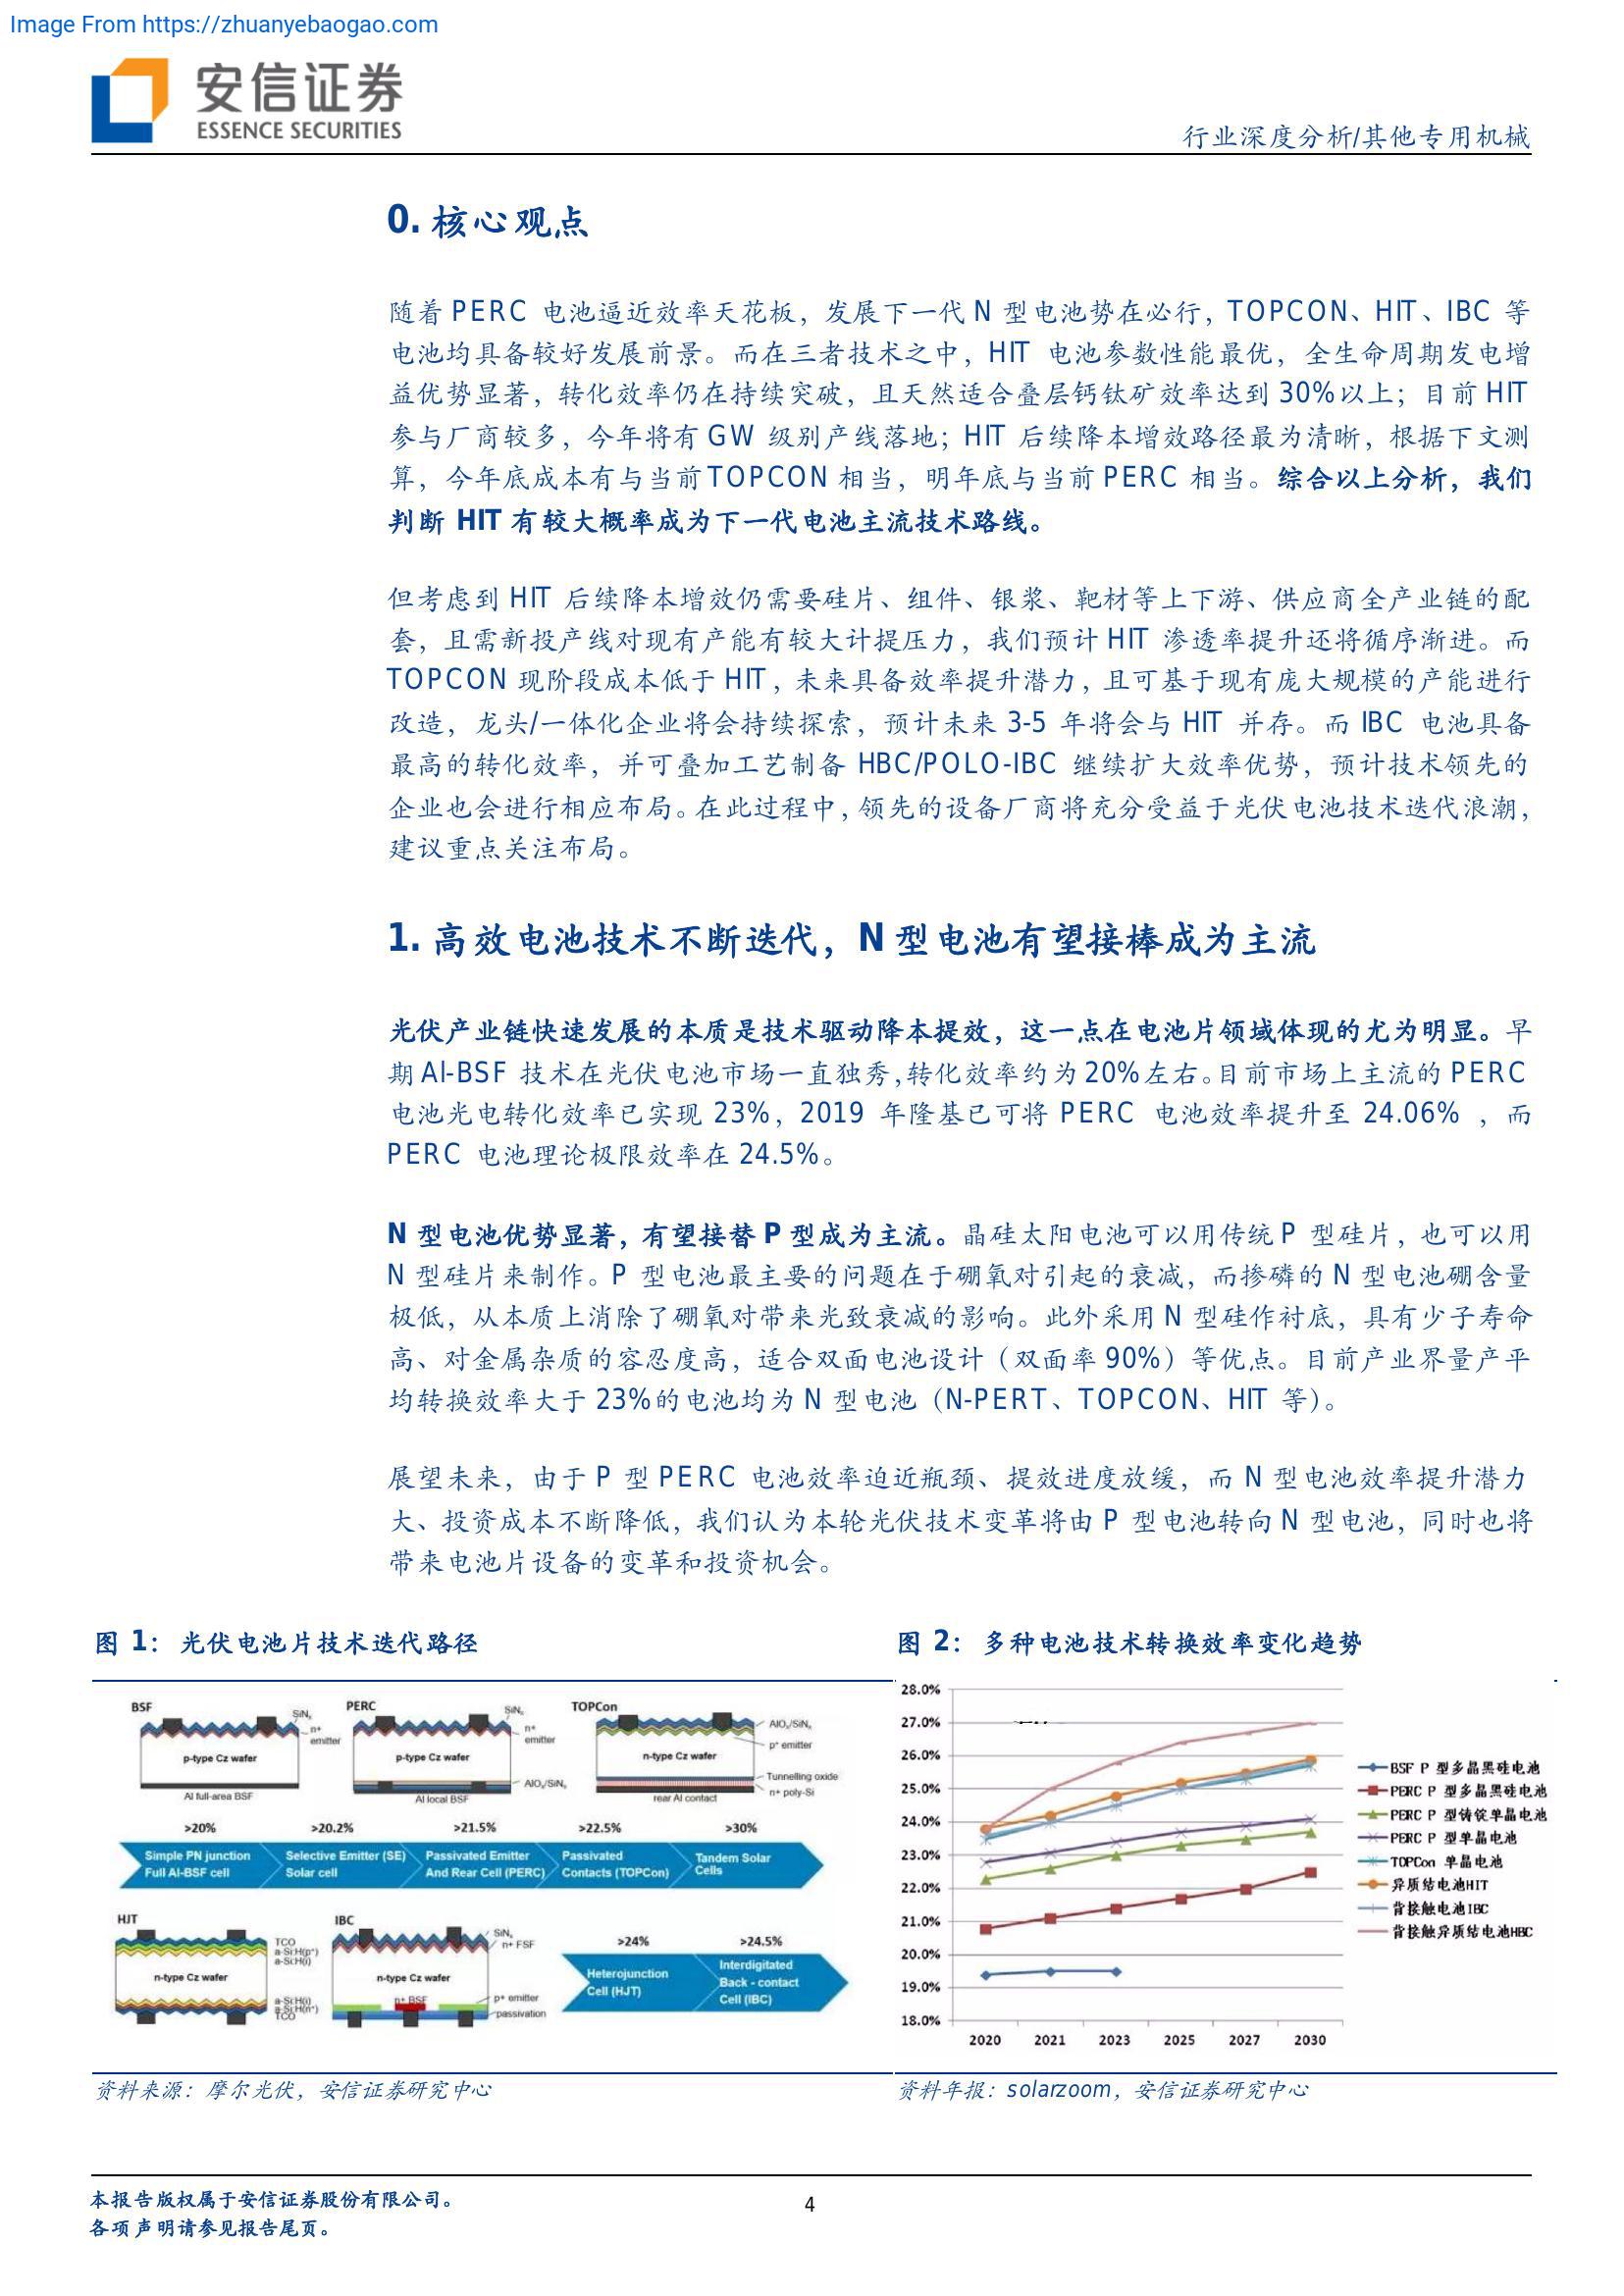 Image From https://zhuanyebaogao.com
安信证券
ESSENCE SECURITIES
行业深度分析/其他专用机械
0. 核心观点
随着 PERC 电池逼近效率天花板，发展下一代 N 型电池势在必行，TOPCON、HIT、IBC 等
电池均具备较好发展前景。而在三者技术之中，HIT 电池参数性能最优，全生命周期发电增
益优势显著，转化效率仍在持续突破，且天然适合叠层钙钛矿效率达到 30%以上；目前 HIT
参与厂商较多，今年将有 GW 级别产线落地；HIT 后续降本增效路径最为清晰，根据下文测
算，今年底成本有与当前 TOPCON 相当，明年底与当前 PERC 相当。综合以上分析，我们
判断 HIT 有较大概率成为下一代电池主流技术路线。
但考虑到 HIT 后续降本增效仍需要硅片、组件、银浆、靶材等上下游、供应商全产业链的配
套，且需新投产线对现有产能有较大计提压力，我们预计 HIT 渗透率提升还将循序渐进。而
TOPCON 现阶段成本低于 HIT，未来具备效率提升潜力，且可基于现有庞大规模的产能进行
改造，龙头/一体化企业将会持续探索，预计未来 3-5 年将会与 HIT 并存。而 IBC 电池具备
最高的转化效率，并可叠加工艺制备 HBC/POLO-IBC 继续扩大效率优势，预计技术领先的
企业也会进行相应布局。在此过程中，领先的设备厂商将充分受益于光伏电池技术迭代浪潮，
建议重点关注布局。
1. 高效电池技术不断迭代，N 型电池有望接棒成为主流
光伏产业链快速发展的本质是技术驱动降本提效，这一点在电池片领域体现的尤为明显。早
期 Al-BSF 技术在光伏电池市场一直独秀，转化效率约为 20%左右。目前市场上主流的 PERC
电池光电转化效率已实现 23%，2019 年隆基已可将 PERC 电池效率提升至 24.06% ，而
PERC 电池理论极限效率在 24.5%。
N 型电池优势显著，有望接替 P 型成为主流。晶硅太阳电池可以用传统 P 型硅片，也可以用
N 型硅片来制作。P 型电池最主要的问题在于硼氧对引起的衰减，而掺磷的 N 型电池硼含量
极低，从本质上消除了硼氧对带来光致衰减的影响。此外采用 N 型硅作衬底，具有少子寿命
高、对金属杂质的容忍度高，适合双面电池设计（双面率 90%）等优点。目前产业界量产平
均转换效率大于 23%的电池均为 N 型电池（N-PERT、TOPCON、HIT 等）。
展望未来，由于 P 型 PERC 电池效率迫近瓶颈、提效进度放缓，而 N 型电池效率提升潜力
大、投资成本不断降低，我们认为本轮光伏技术变革将由 P 型电池转向 N 型电池，同时也将
带来电池片设备的变革和投资机会。
图 1： 光伏电池片技术迭代路径
BSF
SiNx
n+
emitter
p-type Cz wafer
Al full-area BSF
PERC
SiNx
n+
emitter
p-type Cz wafer
AlOx/SiNx
Al local BSF
TOPCon
AlOx/SiNx
p+ emitter
n-type Cz wafer
Tunnelling oxide
n+ poly-Si
rear Al contact
>20%
>20.2%
>21.5%
>22.5%
>30%
Simple PN junction
Full Al-BSF cell
Selective Emitter (SE)
Solar cell
Passivated Emitter
And Rear Cell (PERC)
Passivated
Contacts (TOPCon)
Tandem Solar
Cells
HJT
TCO
a-Si:H(p+)
a-Si:H(i)
n-type Cz wafer
a-Si:H(i)
a-Si:H(n+)
TCO
IBC
SiNx
n+ FSF
n-type Cz wafer
n+ BSF
p+ emitter
passivation
>24%
>24.5%
Heterojunction
Cell (HJT)
Interdigitated
Back - contact
Cell (IBC)
资料来源：摩尔光伏，安信证券研究中心
图 2： 多种电池技术转换效率变化趋势
28.0%
27.0%
26.0%
25.0%
24.0%
23.0%
22.0%
21.0%
20.0%
19.0%
18.0%
2020 2021 2023 2025 2027 2030
BSF P 型多晶黑硅电池
PERC P 型多晶黑硅电池
PERC P 型铸锭单晶电池
PERC P 型单晶电池
TOPCon 单晶电池
异质结电池HIT
背接触电池IBC
背接触异质结电池HBC
资料年报：solarzoom，安信证券研究中心
本报告版权属于安信证券股份有限公司。
各项声明请参见报告尾页。
4